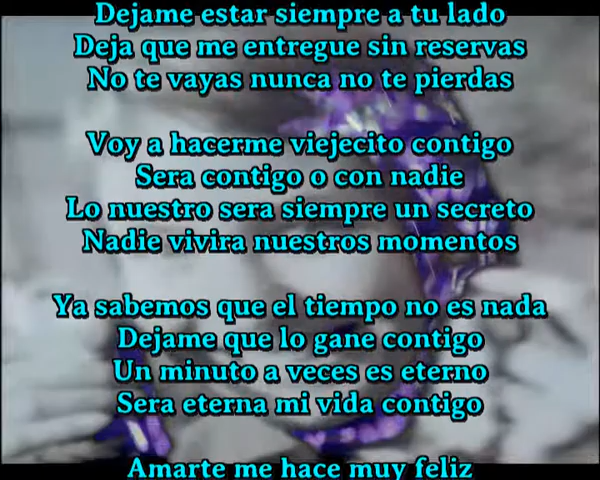 Dejame estar siempre a tu lado
Deja que me entregue sin reservas
No te vayas nunca no te pierdas
Voy a hacerme viejecito contigo
Sera contigo o con nadie
Lo nuestro sera siempre un secreto
Nadie vivira nuestros momentos
Ya sabemos que el tiempo no es nada
Dejame que lo gane contigo
Un minuto a veces es eterno
Sera eterna mi vida contigo
Amarte me hace muy feliz